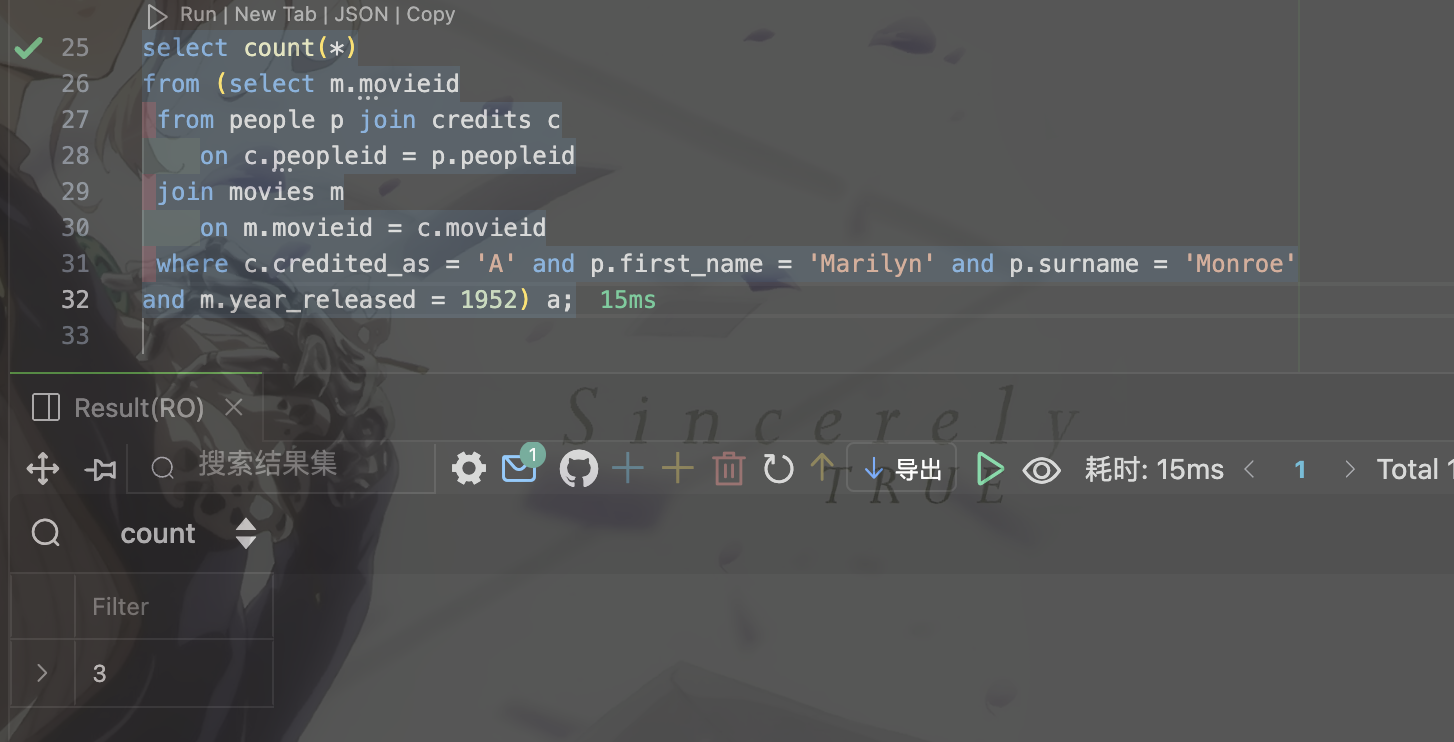 Run | New Tab | JSON | Copy
25 select count(*)
26 from (select m.movieid
27 from people p join credits c
28 on c.peopleid = p.peopleid
29 join movies m
30 on m.movieid = c.movieid
31 where c.credited_as = 'A' and p.first_name = 'Marilyn' and p.surname = 'Monroe'
32 and m.year_released = 1952) a; 15ms
33
Result(RO)
Sincerely
搜索结果集 1 导出 耗时: 15ms 1 Total 1
TRUE
count
Filter
3